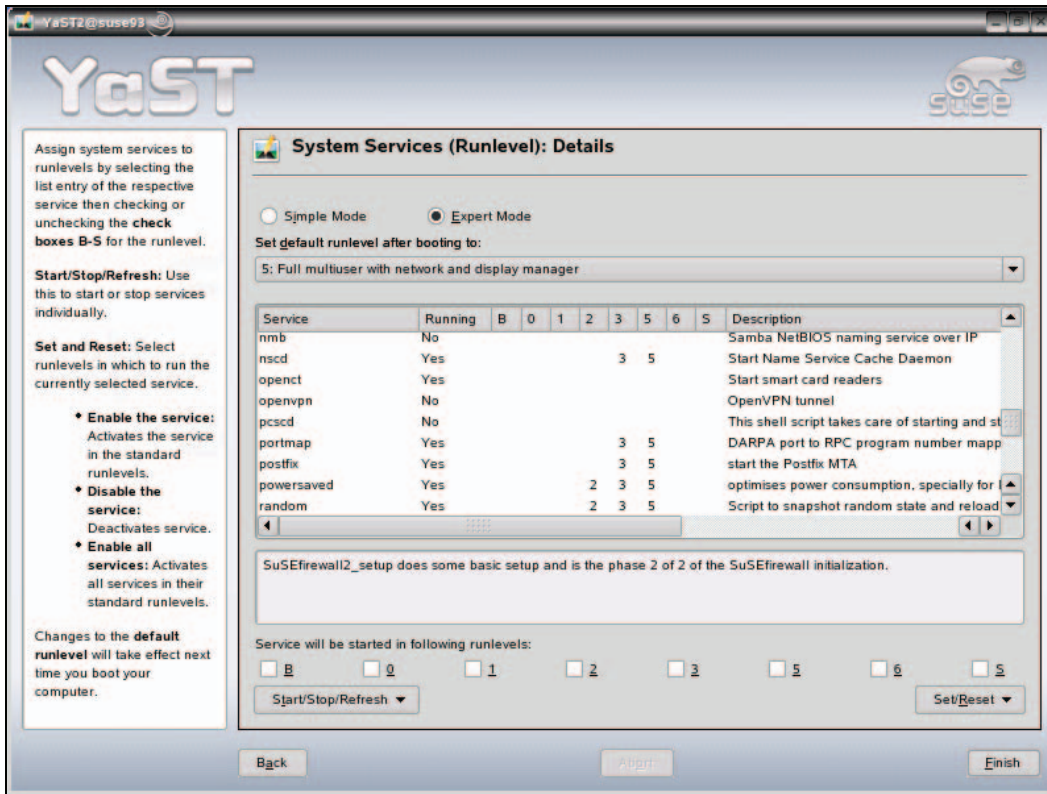 YaST2@suse93
YaST
suse
Assign system services to
runlevels by selecting the
list entry of the respective
service then checking or
unchecking the check
boxes B-S for the runlevel.
Start/Stop/Refresh: Use
this to start or stop services
individually.
Set and Reset: Select
runlevels in which to run the
currently selected service.
Enable the service:
Activates the service
in the standard
runlevels.
Disable the
service:
Deactivates service.
Enable all
services: Activates
all services in their
standard runlevels.
Changes to the default
runlevel will take effect next
time you boot your
computer.
System Services (Runlevel): Details
Simple Mode Expert Mode
Set default runlevel after booting to:
5: Full multiuser with network and display manager
Service Running B 0 1 2 3 5 6 S Description
nmb No Samba NetBIOS naming service over IP
nscd Yes 3 5 Start Name Service Cache Daemon
openct Yes Start smart card readers
openvpn No OpenVPN tunnel
pcscd No This shell script takes care of starting and st
portmap Yes 3 5 DARPA port to RPC program number mapp
postfix Yes 3 5 start the Postfix MTA
powersaved Yes 2 3 5 optimises power consumption, specially for
random Yes 2 3 5 Script to snapshot random state and reload
SuSEfirewall2_setup does some basic setup and is the phase 2 of 2 of the SuSEfirewall initialization.
Service will be started in following runlevels:
B 0 1 2 3 5 6 S
Start/Stop/Refresh Set/Reset
Back Abort Finish